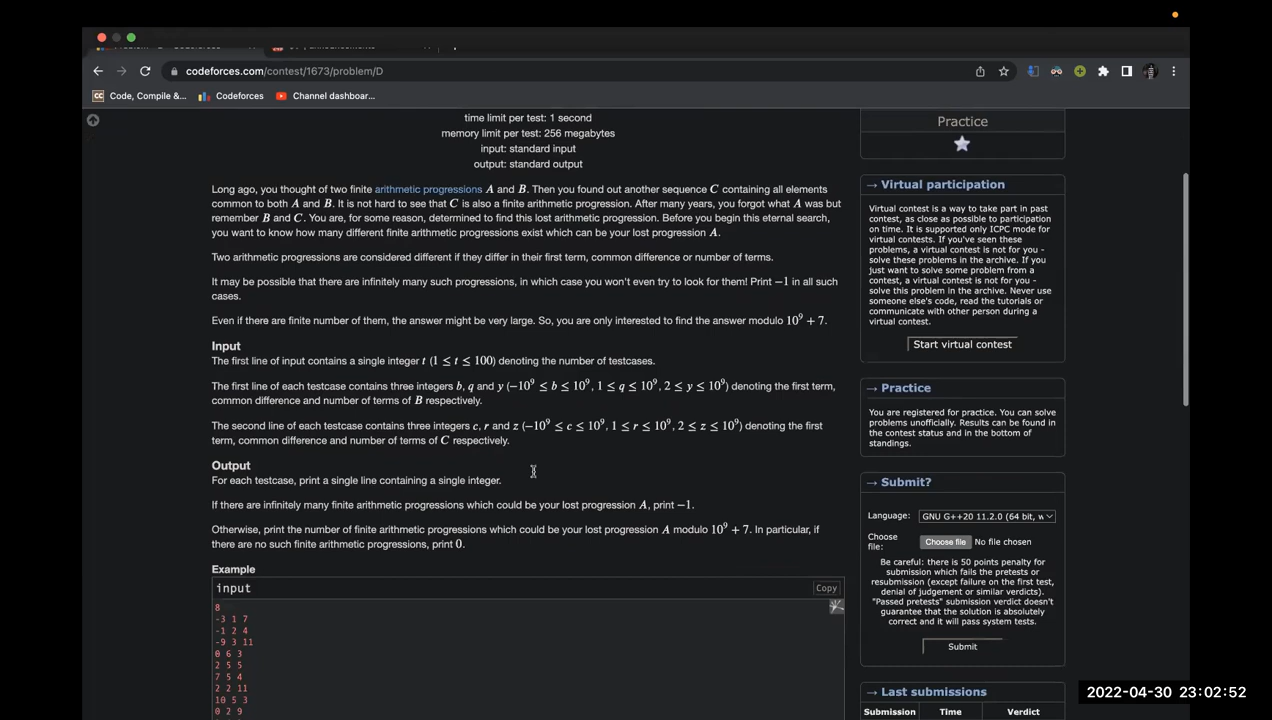 codeforces.com/contest/1673/problem/D
Code, Compile &...
Codeforces
Channel dashboar...
time limit per test: 1 second
memory limit per test: 256 megabytes
input: standard input
output: standard output
Long ago, you thought of two finite arithmetic progressions A and B. Then you found out another sequence C containing all elements
common to both A and B. It is not hard to see that C is also a finite arithmetic progression. After many years, you forgot what A was but
remember B and C. You are, for some reason, determined to find this lost arithmetic progression. Before you begin this eternal search,
you want to know how many different finite arithmetic progressions exist which can be your lost progression A.
Two arithmetic progressions are considered different if they differ in their first term, common difference or number of terms.
It may be possible that there are infinitely many such progressions, in which case you won't even try to look for them! Print −1 in all such
cases.
Even if there are finite number of them, the answer might be very large. So, you are only interested to find the answer modulo 10⁹ + 7.
Input
The first line of input contains a single integer t (1 ≤ t ≤ 100) denoting the number of testcases.
The first line of each testcase contains three integers b, q and y (−10⁹ ≤ b ≤ 10⁹, 1 ≤ q ≤ 10⁹, 2 ≤ y ≤ 10⁹) denoting the first term,
common difference and number of terms of B respectively.
The second line of each testcase contains three integers c, r and z (−10⁹ ≤ c ≤ 10⁹, 1 ≤ r ≤ 10⁹, 2 ≤ z ≤ 10⁹) denoting the first
term, common difference and number of terms of C respectively.
Output
For each testcase, print a single line containing a single integer.
If there are infinitely many finite arithmetic progressions which could be your lost progression A, print −1.
Otherwise, print the number of finite arithmetic progressions which could be your lost progression A modulo 10⁹ + 7. In particular, if
there are no such finite arithmetic progressions, print 0.
Example
input
Copy
8
-3 1 7
-1 2 4
-9 3 11
0 6 3
2 5 5
7 5 4
2 2 11
10 5 3
0 2 9
Practice
→ Virtual participation
Virtual contest is a way to take part in past
contest, as close as possible to participation
on time. It is supported only ICPC mode for
virtual contests. If you've seen these
problems, a virtual contest is not for you -
solve these problems in the archive. If you
just want to solve some problem from a
contest, a virtual contest is not for you -
solve this problem in the archive. Never use
someone else's code, read the tutorials or
communicate with other person during a
virtual contest.
Start virtual contest
→ Practice
You are registered for practice. You can solve
problems unofficially. Results can be found in
the contest status and in the bottom of
standings.
→ Submit?
Language:
GNU G++20 11.2.0 (64 bit, w
Choose
file:
Choose file
No file chosen
Be careful: there is 50 points penalty for
submission which fails the pretests or
resubmission (except failure on the first test,
denial of judgement or similar verdicts).
"Passed pretests" submission verdict doesn't
guarantee that the solution is absolutely
correct and it will pass system tests.
Submit
→ Last submissions
Submission
Time
Verdict
2022-04-30 23:02:52